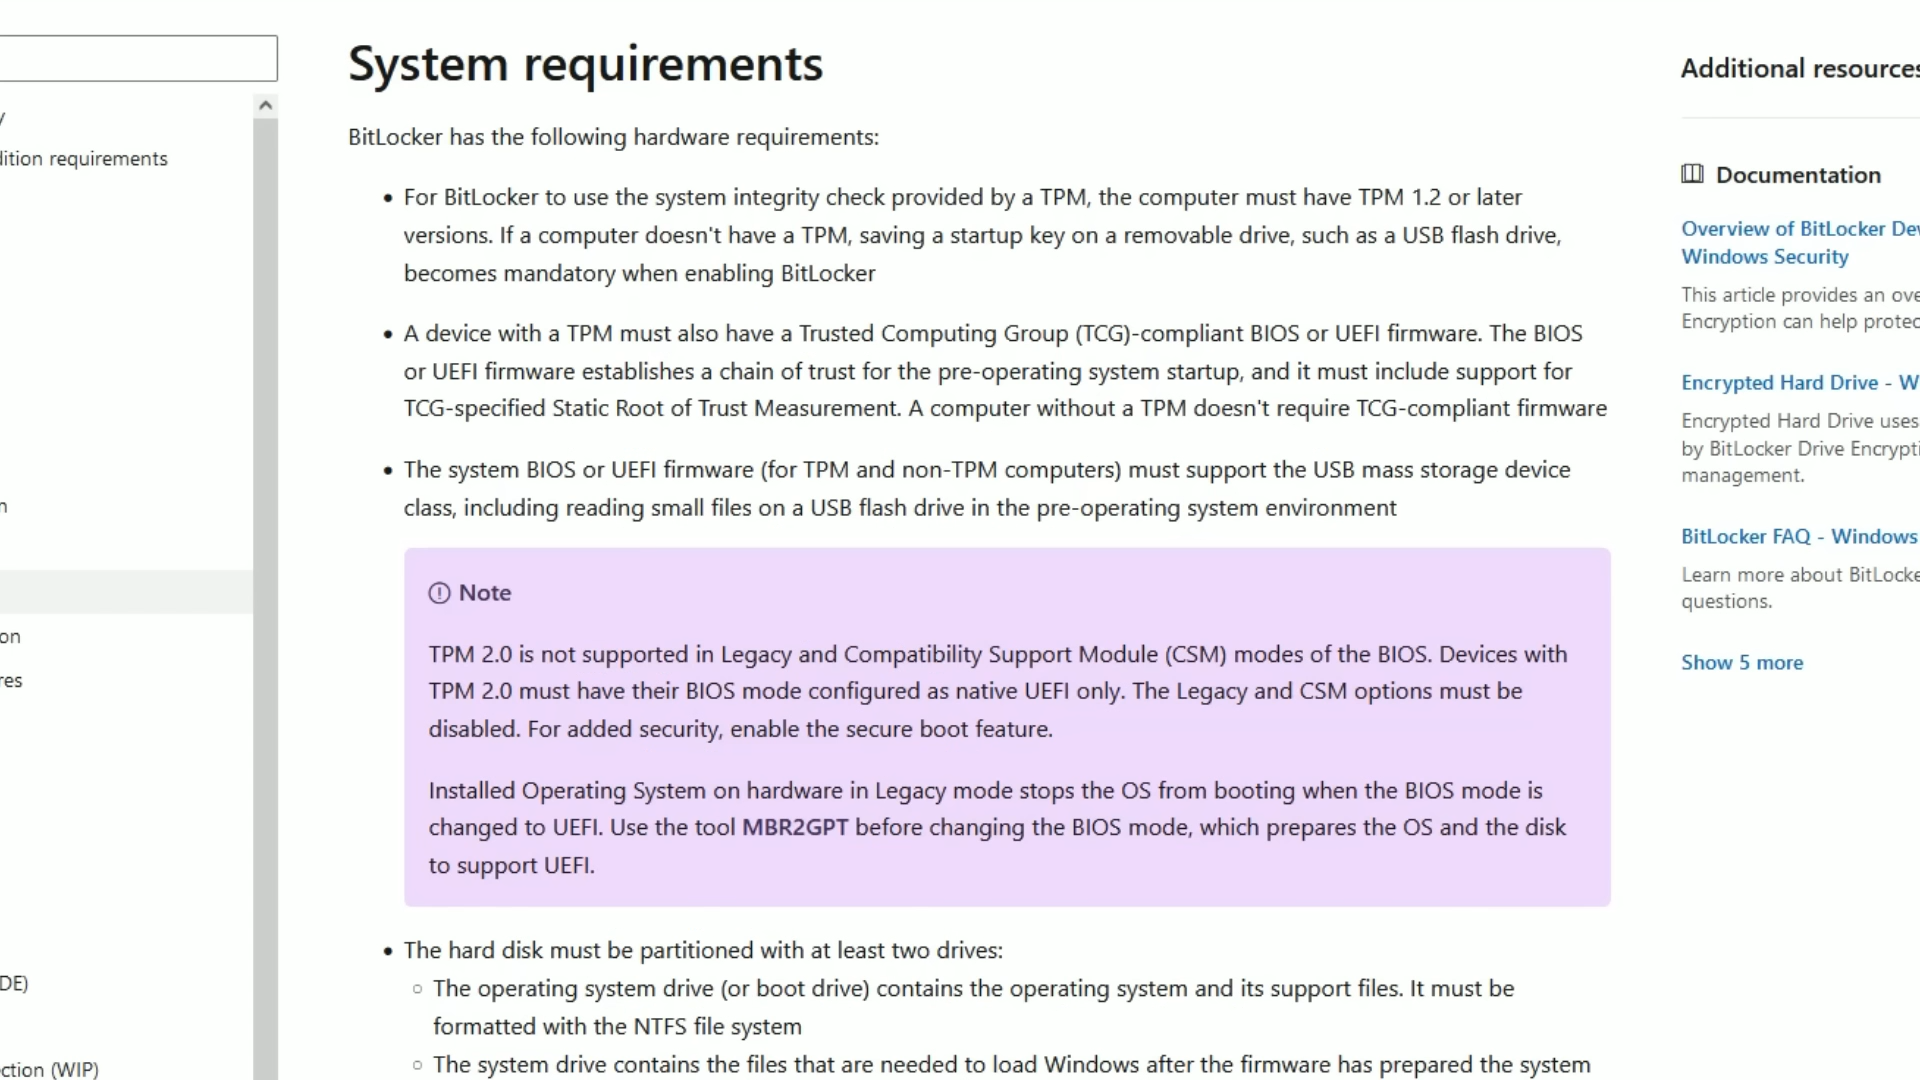 System requirements
BitLocker has the following hardware requirements:
• For BitLocker to use the system integrity check provided by a TPM, the computer must have TPM 1.2 or later
versions. If a computer doesn't have a TPM, saving a startup key on a removable drive, such as a USB flash drive,
becomes mandatory when enabling BitLocker
• A device with a TPM must also have a Trusted Computing Group (TCG)-compliant BIOS or UEFI firmware. The BIOS
or UEFI firmware establishes a chain of trust for the pre-operating system startup, and it must include support for
TCG-specified Static Root of Trust Measurement. A computer without a TPM doesn't require TCG-compliant firmware
• The system BIOS or UEFI firmware (for TPM and non-TPM computers) must support the USB mass storage device
class, including reading small files on a USB flash drive in the pre-operating system environment
Note
TPM 2.0 is not supported in Legacy and Compatibility Support Module (CSM) modes of the BIOS. Devices with
TPM 2.0 must have their BIOS mode configured as native UEFI only. The Legacy and CSM options must be
disabled. For added security, enable the secure boot feature.
Installed Operating System on hardware in Legacy mode stops the OS from booting when the BIOS mode is
changed to UEFI. Use the tool MBR2GPT before changing the BIOS mode, which prepares the OS and the disk
to support UEFI.
• The hard disk must be partitioned with at least two drives:
○ The operating system drive (or boot drive) contains the operating system and its support files. It must be
formatted with the NTFS file system
○ The system drive contains the files that are needed to load Windows after the firmware has prepared the system
requirements
DE)
(WIP)
Additional resources
Documentation
Overview of BitLocker
Windows Security
This article provides an
Encryption can help
Encrypted Hard Drive -
Encrypted Hard Drive uses
by BitLocker Drive
management.
BitLocker FAQ - Windows
Learn more about
questions.
Show 5 more